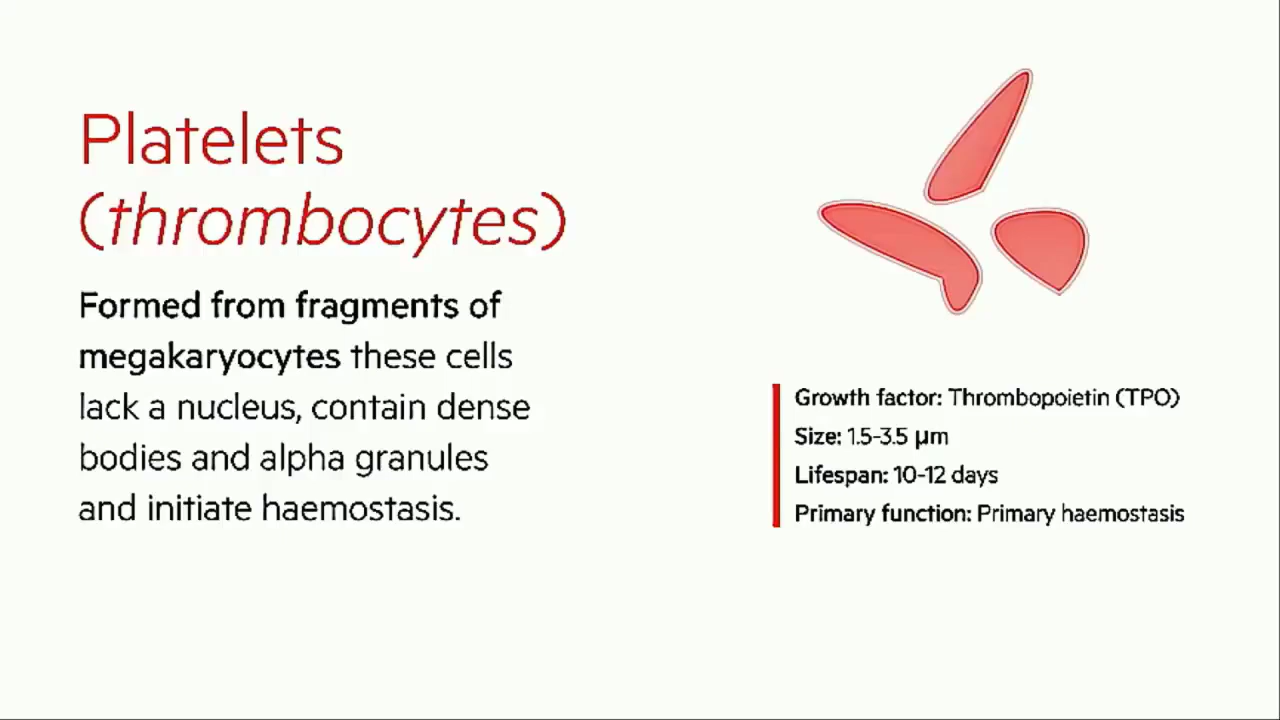 Platelets
(thrombocytes)
Formed from fragments of
megakaryocytes these cells
lack a nucleus, contain dense
bodies and alpha granules
and initiate haemostasis.
Growth factor: Thrombopoietin (TPO)
Size: 1.5-3.5 μm
Lifespan: 10-12 days
Primary function: Primary haemostasis